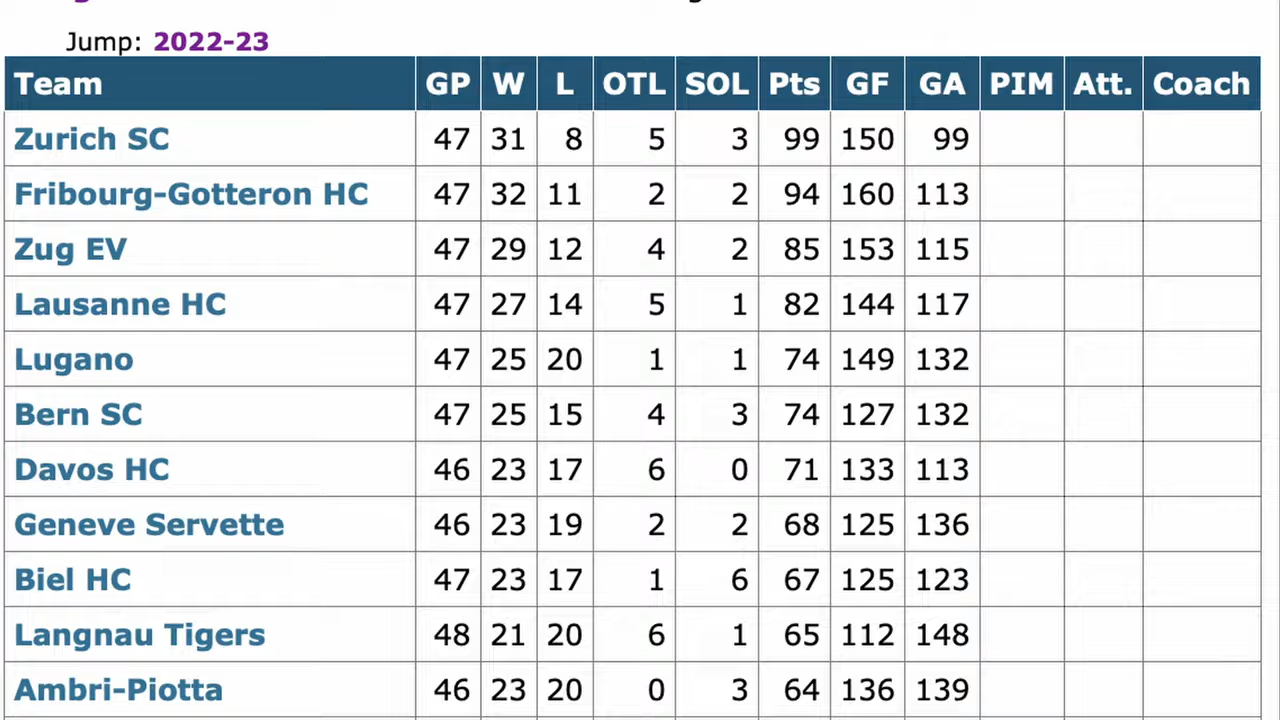 Jump: 2022-23
Team GP W L OTL SOL Pts GF GA PIM Att. Coach
Zurich SC 47 31 8 5 3 99 150 99
Fribourg-Gotteron HC 47 32 11 2 2 94 160 113
Zug EV 47 29 12 4 2 85 153 115
Lausanne HC 47 27 14 5 1 82 144 117
Lugano 47 25 20 1 1 74 149 132
Bern SC 47 25 15 4 3 74 127 132
Davos HC 46 23 17 6 0 71 133 113
Geneve Servette 46 23 19 2 2 68 125 136
Biel HC 47 23 17 1 6 67 125 123
Langnau Tigers 48 21 20 6 1 65 112 148
Ambri-Piotta 46 23 20 0 3 64 136 139